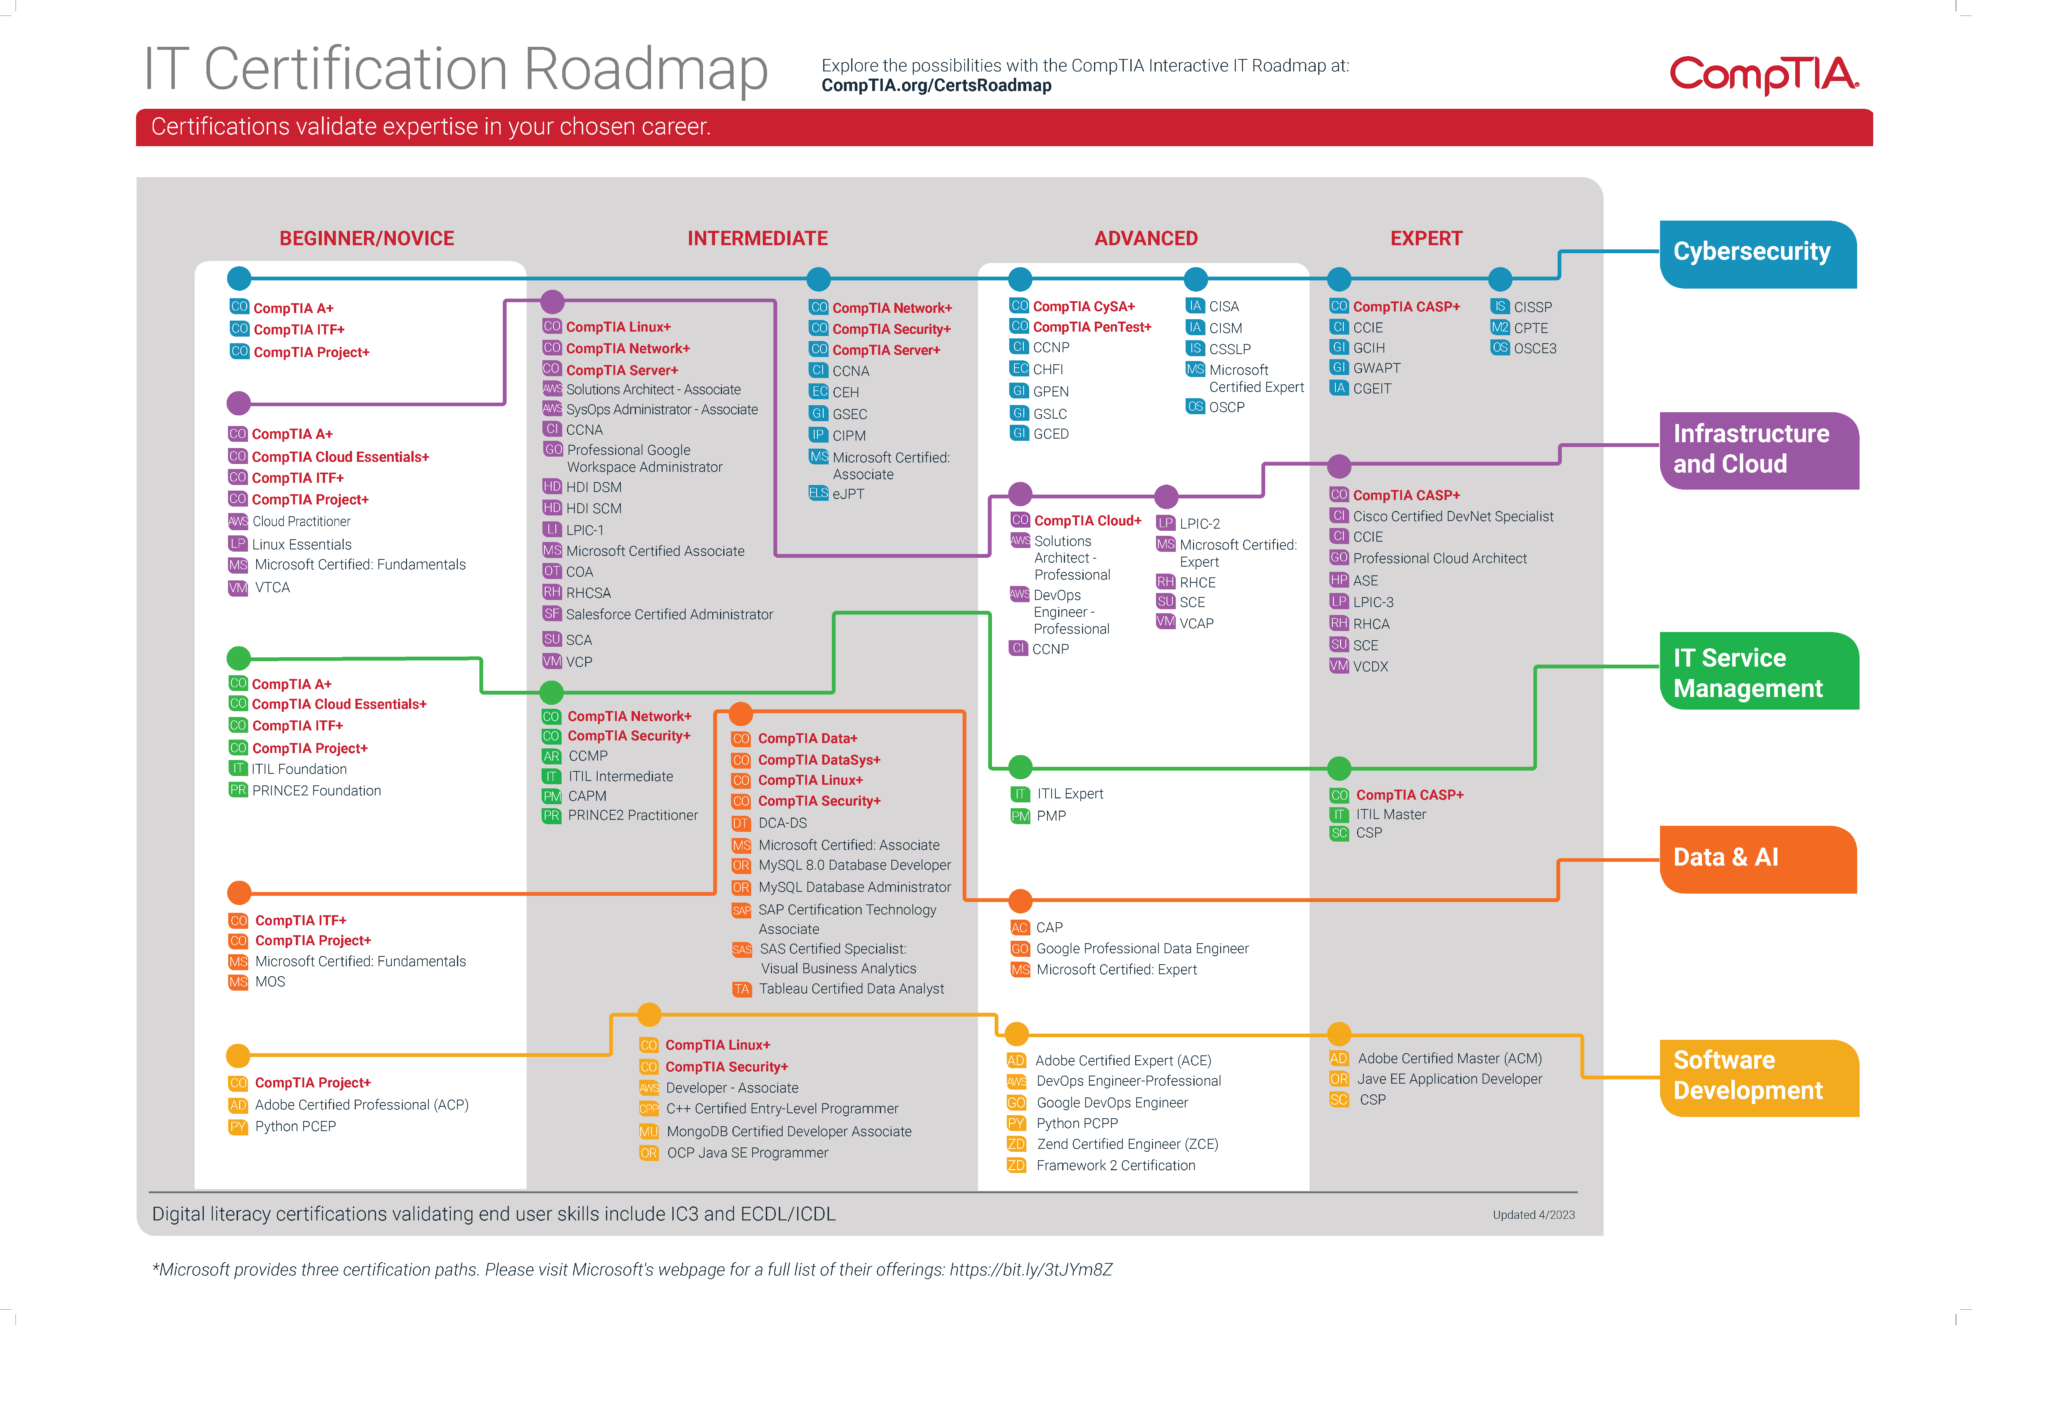 IT Certification Roadmap
Explore the possibilities with the CompTIA Interactive IT Roadmap at:
CompTIA.org/CertsRoadmap
CompTIA.
Certifications validate expertise in your chosen career.
BEGINNER/NOVICE
INTERMEDIATE
ADVANCED
EXPERT
Cybersecurity
CO CompTIA A+
CO CompTIA ITF+
CO CompTIA Project+
CO CompTIA Network+
CO CompTIA Security+
CO CompTIA Server+
CI CCNA
EC CEH
GI GSEC
IP CIPM
MS Microsoft Certified:
Associate
ELS eJPT
CO CompTIA CySA+
CO CompTIA PenTest+
CI CCNP
EC CHFI
GI GPEN
GI GSLC
GI GCED
IA CISA
IA CISM
IS CSSLP
MS Microsoft
Certified Expert
OS OSCP
CO CompTIA CASP+
CI CCIE
GI GCIH
GI GWAPT
IA CGEIT
IS CISSP
M2 CPTE
OS OSCE3
Infrastructure
and Cloud
CO CompTIA A+
CO CompTIA Cloud Essentials+
CO CompTIA ITF+
CO CompTIA Project+
AWS Cloud Practitioner
LP Linux Essentials
MS Microsoft Certified: Fundamentals
VM VTCA
CO CompTIA Linux+
CO CompTIA Network+
CO CompTIA Server+
AWS Solutions Architect - Associate
AWS SysOps Administrator - Associate
CI CCNA
GO Professional Google
Workspace Administrator
HD HDI DSM
HD HDI SCM
LI LPIC-1
MS Microsoft Certified Associate
OT COA
RH RHCSA
SF Salesforce Certified Administrator
SU SCA
VM VCP
CO CompTIA Cloud+
AWS Solutions
Architect -
Professional
AWS DevOps
Engineer -
Professional
CI CCNP
LP LPIC-2
MS Microsoft Certified:
Expert
RH RHCE
SU SCE
VM VCAP
CO CompTIA CASP+
CI Cisco Certified DevNet Specialist
CI CCIE
GO Professional Cloud Architect
HP ASE
LP LPIC-3
RH RHCA
SU SCE
VM VCDX
IT Service
Management
CO CompTIA A+
CO CompTIA Cloud Essentials+
CO CompTIA ITF+
CO CompTIA Project+
IT ITIL Foundation
PR PRINCE2 Foundation
CO CompTIA Network+
CO CompTIA Security+
AR CCMP
IT ITIL Intermediate
PM CAPM
PR PRINCE2 Practitioner
IT ITIL Expert
PM PMP
CO CompTIA CASP+
IT ITIL Master
SC CSP
Data & AI
CO CompTIA ITF+
CO CompTIA Project+
MS Microsoft Certified: Fundamentals
MS MOS
CO CompTIA Data+
CO CompTIA DataSys+
CO CompTIA Linux+
CO CompTIA Security+
DT DCA-DS
MS Microsoft Certified: Associate
OR MySQL 8.0 Database Developer
OR MySQL Database Administrator
SAP SAP Certification Technology
Associate
SAS SAS Certified Specialist:
Visual Business Analytics
TA Tableau Certified Data Analyst
AC CAP
GO Google Professional Data Engineer
MS Microsoft Certified: Expert
Software
Development
CO CompTIA Project+
AD Adobe Certified Professional (ACP)
PY Python PCEP
CO CompTIA Linux+
CO CompTIA Security+
AWS Developer - Associate
CPP C++ Certified Entry-Level Programmer
MU MongoDB Certified Developer Associate
OR OCP Java SE Programmer
AD Adobe Certified Expert (ACE)
AWS DevOps Engineer-Professional
GO Google DevOps Engineer
PY Python PCPP
ZD Zend Certified Engineer (ZCE)
ZD Framework 2 Certification
AD Adobe Certified Master (ACM)
OR Jave EE Application Developer
SC CSP
Digital literacy certifications validating end user skills include IC3 and ECDL/ICDL
Updated 4/2023
*Microsoft provides three certification paths. Please visit Microsoft's webpage for a full list of their offerings: https://bit.ly/3tJYm8Z